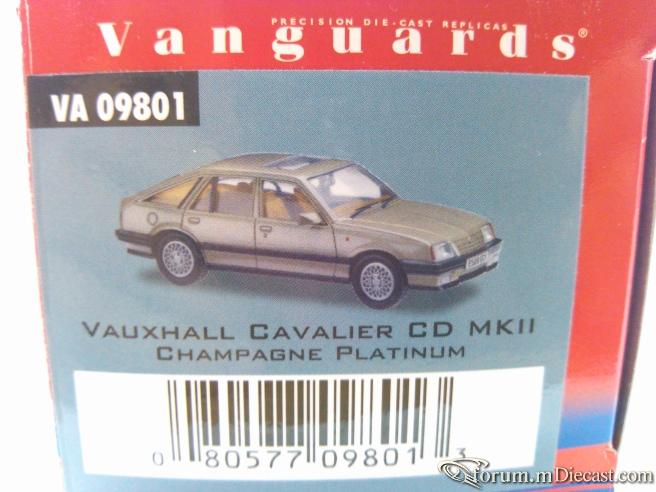 PRECISION DIE-CAST REPLICAS
Vanguards®
VA 09801
VAUXHALL CAVALIER CD MKII
CHAMPAGNE PLATINUM
0 80577 09801 3
forum.mDiecast.com